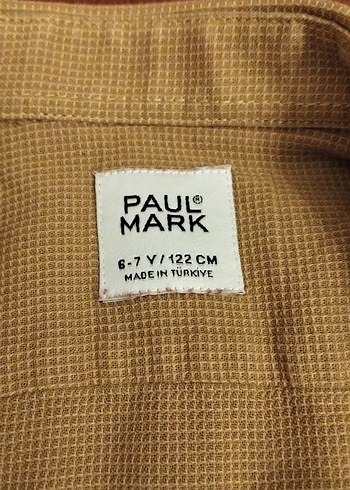 PAUL®
MARK
6-7 Y / 122 CM
MADE IN TÜRKİYE